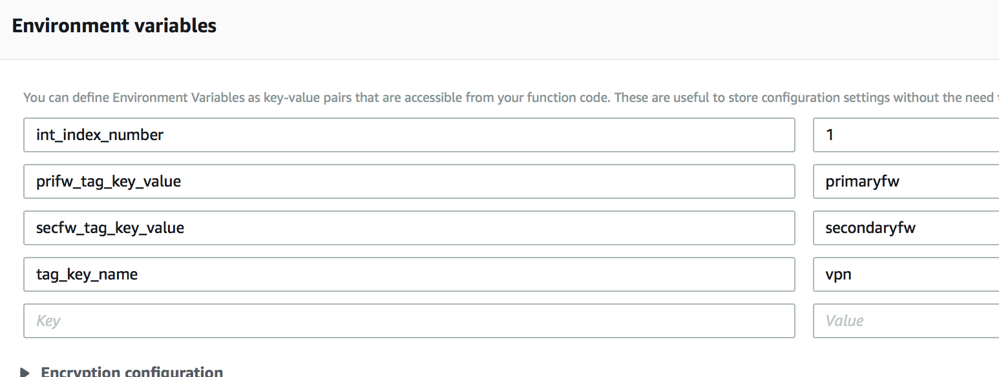 Environment variables
You can define Environment Variables as key-value pairs that are accessible from your function code. These are useful to store configuration settings without the need
int_index_number 1
prifw_tag_key_value primaryfw
secfw_tag_key_value secondaryfw
tag_key_name vpn
Key Value
Encryption configuration